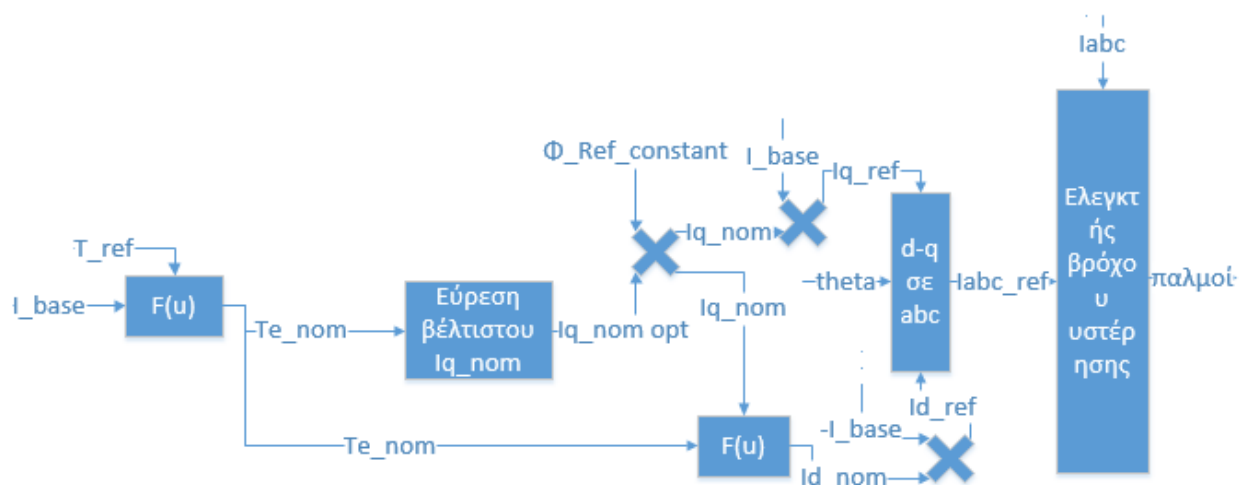 Iabc
Φ_Ref_constant
I_base
Iq_ref
Iq_nom
T_ref
I_base
F(u)
Te_nom
Εύρεση
βέλτιστου
Iq_nom
Iq_nom opt
Iq_nom
theta
d-q
σε
abc
Iabc_ref
Ελεγκτ
ής
βρόχο
υ
υστέρ
ησης
παλμοί
Id_ref
-I_base
Te_nom
F(u)
Id_nom